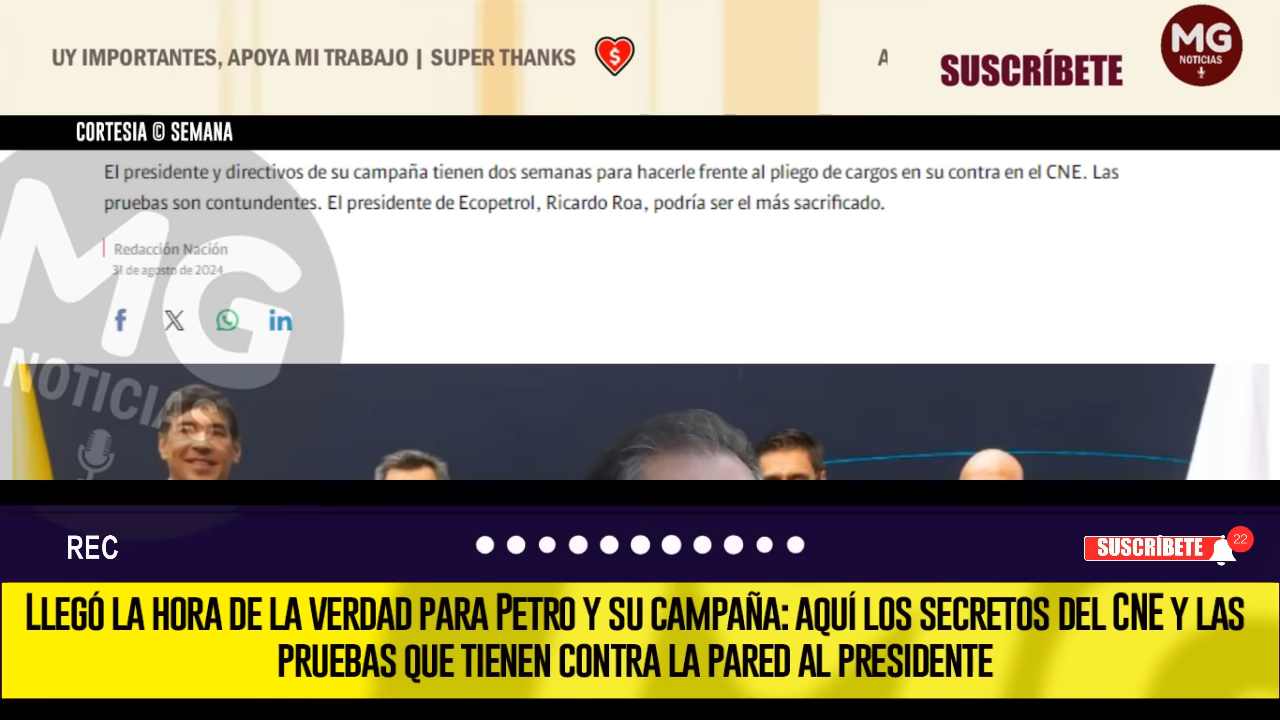 UY IMPORTANTES, APOYA MI TRABAJO | SUPER THANKS
A
SUSCRÍBETE
MG
NOTICIAS
CORTESIA © SEMANA
El presidente y directivos de su campaña tienen dos semanas para hacerle frente al pliego de cargos en su contra en el CNE. Las
pruebas son contundentes. El presidente de Ecopetrol, Ricardo Roa, podría ser el más sacrificado.
Redacción Nación
31 de agosto de 2024
MG
NOTICIA
REC
SUSCRÍBETE
22
LLEGÓ LA HORA DE LA VERDAD PARA PETRO Y SU CAMPAÑA: AQUÍ LOS SECRETOS DEL CNE Y LAS
PRUEBAS QUE TIENEN CONTRA LA PARED AL PRESIDENTE